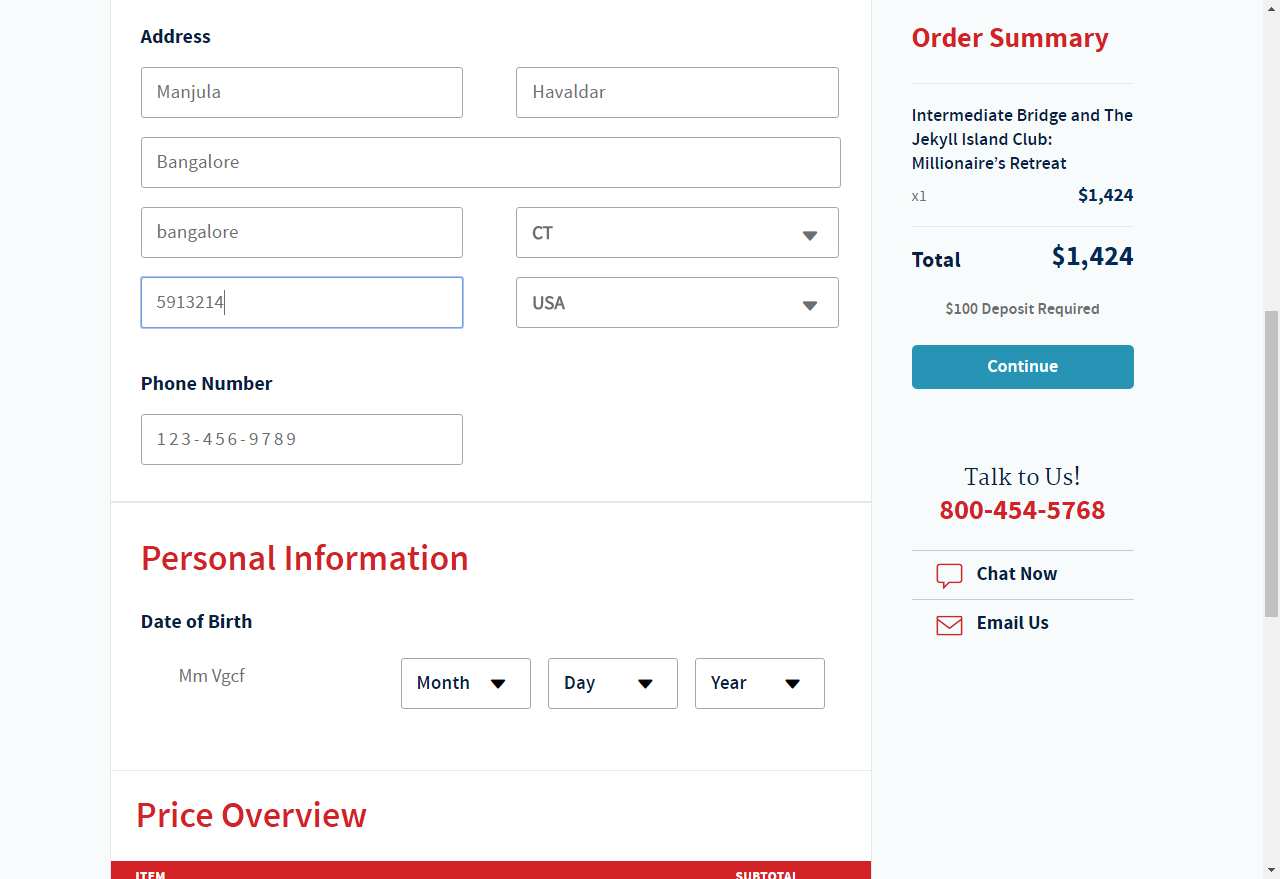 Address
Manjula
Havaldar
Bangalore
bangalore
CT
5913214
USA
Phone Number
123-456-9789
Personal Information
Date of Birth
Mm Vgcf
Month
Day
Year
Price Overview
ITEM
SUBTOTAL
Order Summary
Intermediate Bridge and The
Jekyll Island Club:
Millionaire’s Retreat
x1
$1,424
Total
$1,424
$100 Deposit Required
Continue
Talk to Us!
800-454-5768
Chat Now
Email Us